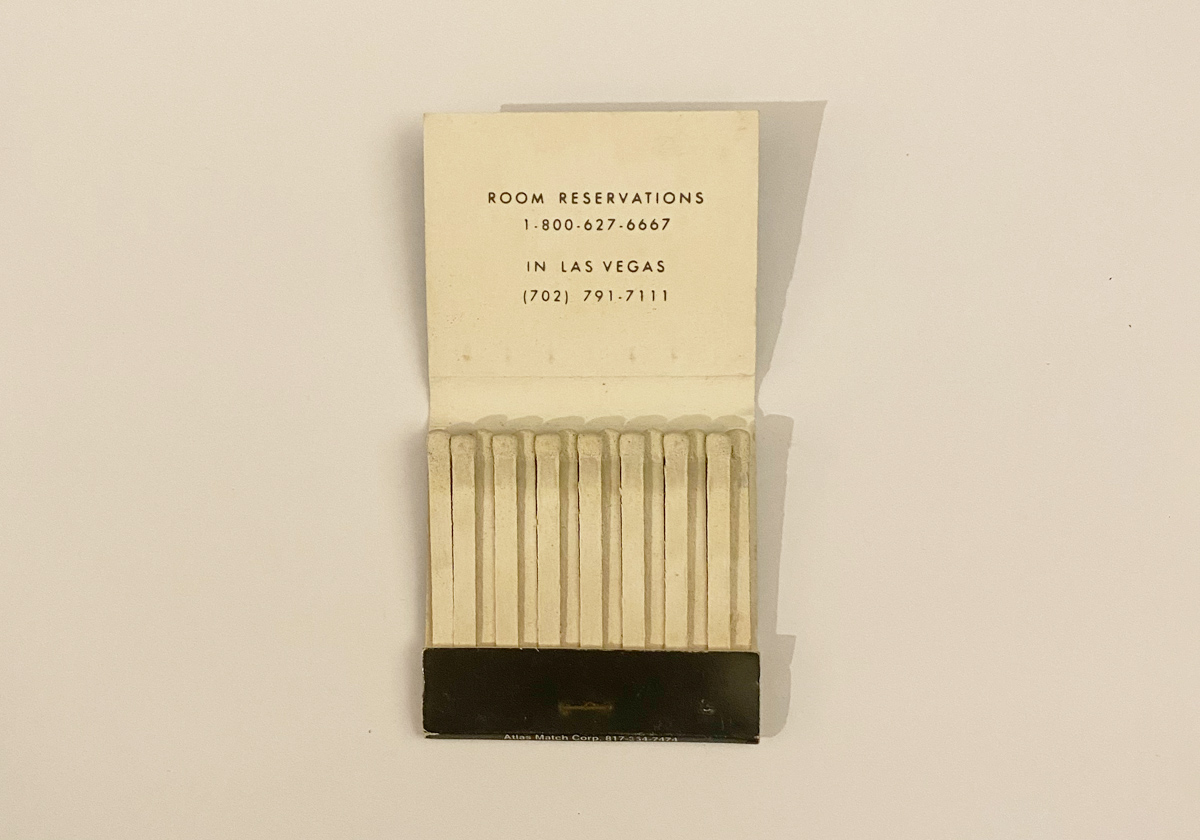 ROOM RESERVATIONS
1-800-627-6667
IN LAS VEGAS
(702) 791-7111
Atlas Match Corp.